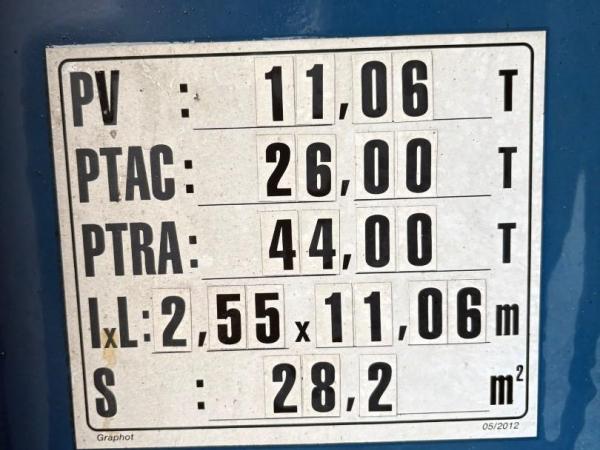 PV : 11,06 T
PTAC: 26,00 T
PTRA: 44,00 T
lxL: 2,55 x 11,06 m
S : 28,2 m²
Graphot 05/2012